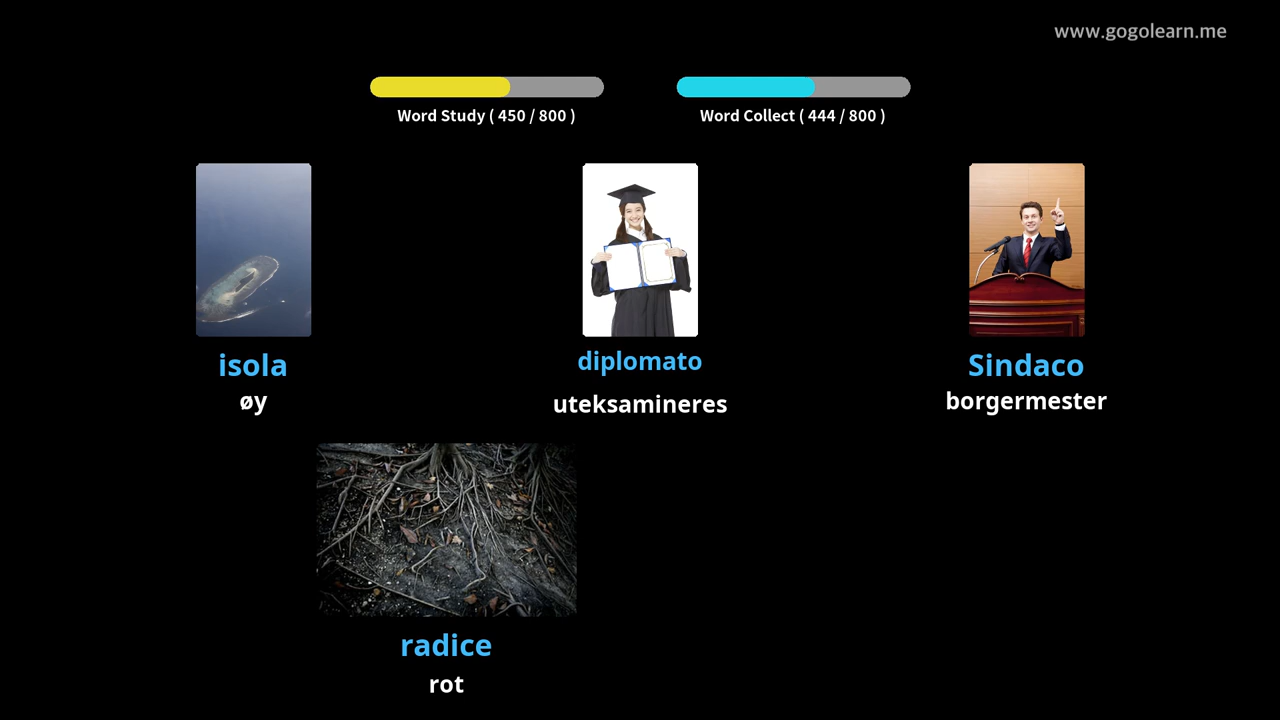 www.gogolearn.me
Word Study ( 450 / 800 )
Word Collect ( 444 / 800 )
isola
øy
diplomato
uteksamineres
Sindaco
borgermester
radice
rot